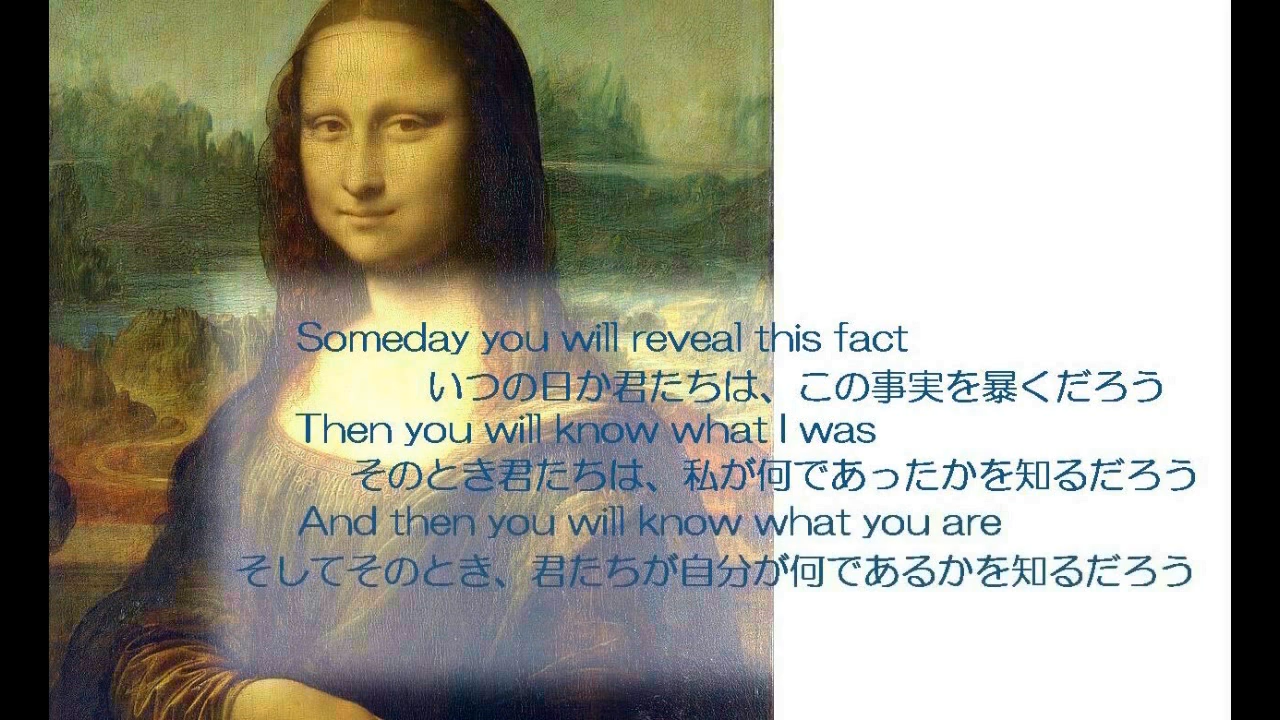 Someday you will reveal this fact
いつの日か君たちは、この事実を暴くだろう
Then you will know what I was
そのとき君たちは、私が何であったかを知るだろう
And then you will know what you are
そしてそのとき、君たちが自分が何であるかを知るだろう